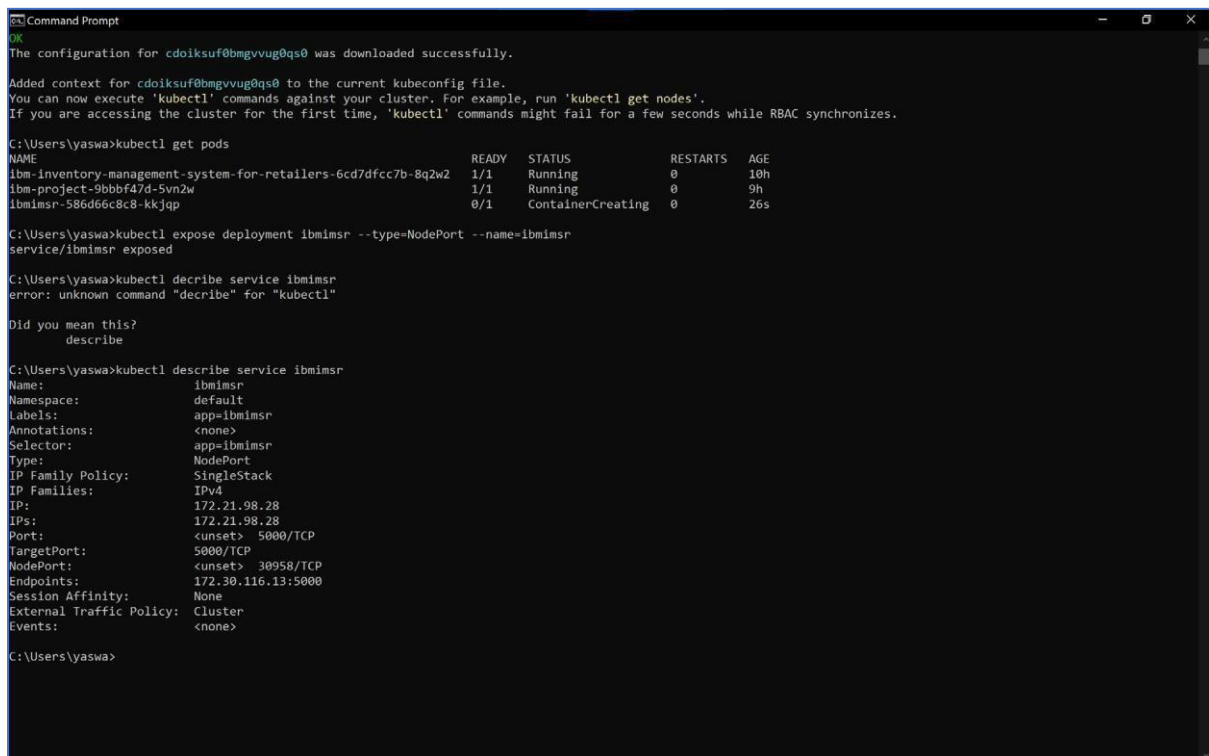 Command Prompt
OK
The configuration for cdoiksuf0bmgvvug0qs0 was downloaded successfully.
Added context for cdoiksuf0bmgvvug0qs0 to the current kubeconfig file.
You can now execute 'kubectl' commands against your cluster. For example, run 'kubectl get nodes'.
If you are accessing the cluster for the first time, 'kubectl' commands might fail for a few seconds while RBAC synchronizes.
C:\Users\yaswa>kubectl get pods
NAME READY STATUS RESTARTS AGE
ibm-inventory-management-system-for-retailers-6cd7dfcc7b-8q2w2 1/1 Running 0 10h
ibm-project-9bbbf47d-5vn2w 1/1 Running 0 9h
ibmimsr-586d66c8c8-kkjqp 0/1 ContainerCreating 0 26s
C:\Users\yaswa>kubectl expose deployment ibmimsr --type=NodePort --name=ibmimsr
service/ibmimsr exposed
C:\Users\yaswa>kubectl decribe service ibmimsr
error: unknown command "decribe" for "kubectl"
Did you mean this?
describe
C:\Users\yaswa>kubectl describe service ibmimsr
Name: ibmimsr
Namespace: default
Labels: app=ibmimsr
Annotations: <none>
Selector: app=ibmimsr
Type: NodePort
IP Family Policy: SingleStack
IP Families: IPv4
IP: 172.21.98.28
IPs: 172.21.98.28
Port: <unset> 5000/TCP
TargetPort: 5000/TCP
NodePort: <unset> 30958/TCP
Endpoints: 172.30.116.13:5000
Session Affinity: None
External Traffic Policy: Cluster
Events: <none>
C:\Users\yaswa>